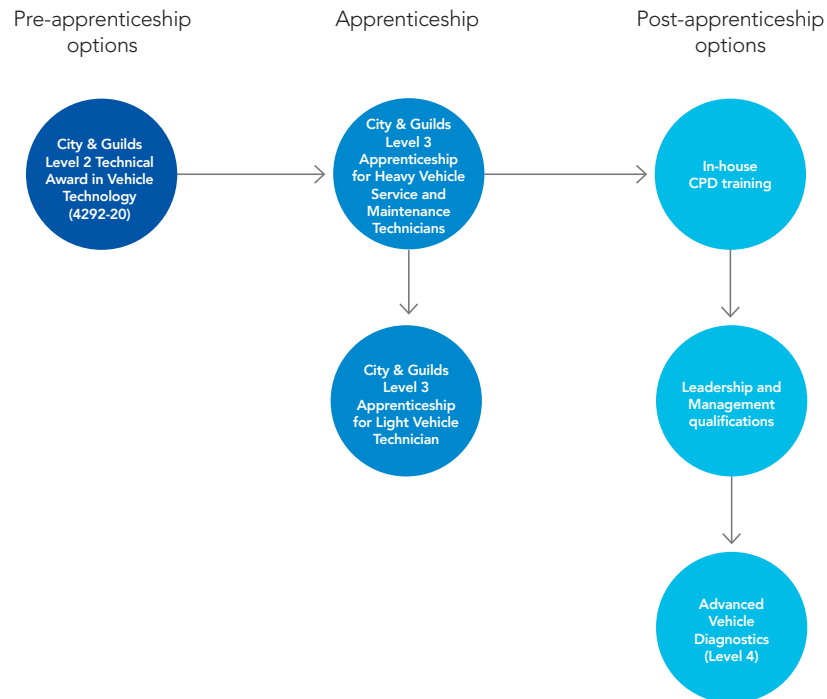 Pre-apprenticeship
options
Apprenticeship
Post-apprenticeship
options
City & Guilds
Level 2 Technical
Award in Vehicle
Technology
(4292-20)
City & Guilds
Level 3
Apprenticeship
for Heavy Vehicle
Service and
Maintenance
Technicians
In-house
CPD training
City & Guilds
Level 3
Apprenticeship
for Light Vehicle
Technician
Leadership and
Management
qualifications
Advanced
Vehicle
Diagnostics
(Level 4)